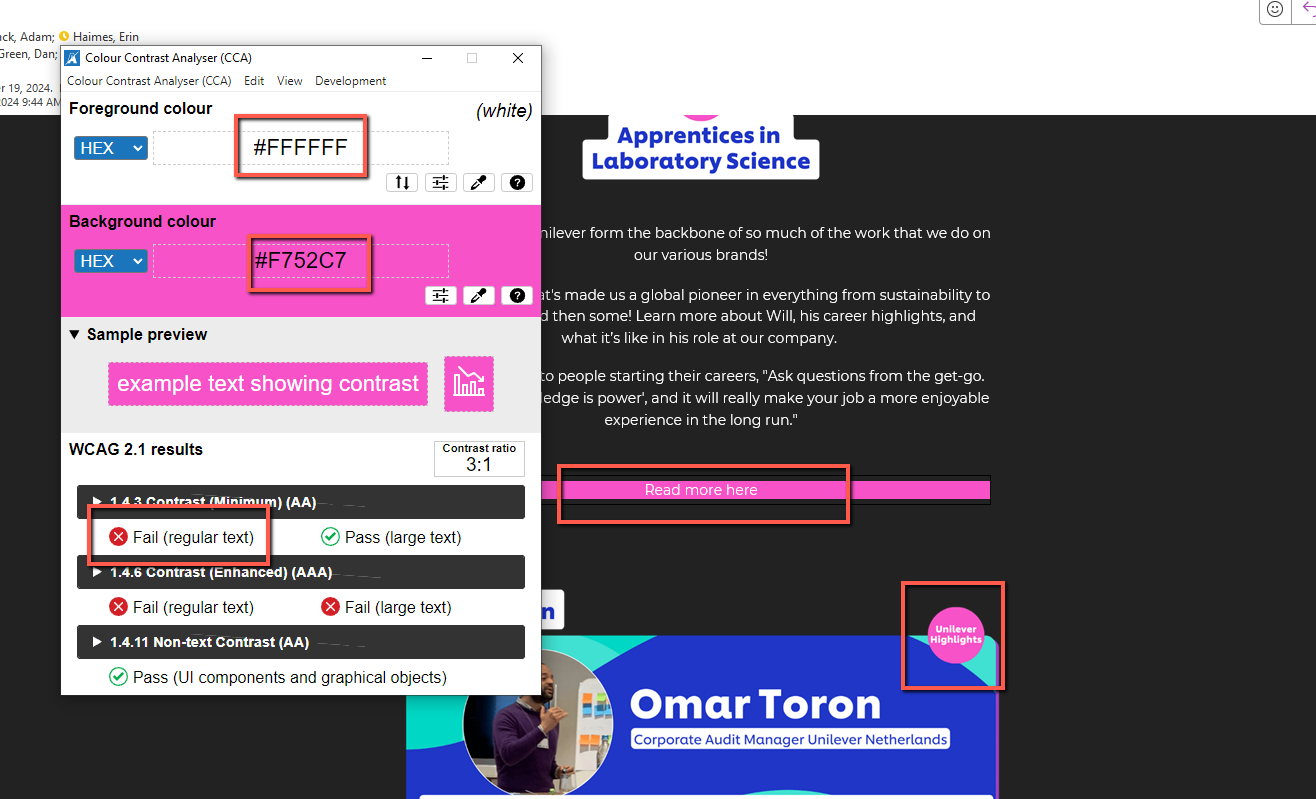 ck, Adam; Haimes, Erin
Green, Dan;
r 19, 2024.
2024 9:44 AM
Colour Contrast Analyser (CCA)
Colour Contrast Analyser (CCA) Edit View Development
Foreground colour
(white)
HEX
#FFFFFF
Background colour
HEX
#F752C7
▼ Sample preview
example text showing contrast
WCAG 2.1 results
Contrast ratio
3:1
1.4.3 Contrast (Minimum) (AA)
Fail (regular text) Pass (large text)
1.4.6 Contrast (Enhanced) (AAA)
Fail (regular text) Fail (large text)
1.4.11 Non-text Contrast (AA)
Pass (UI components and graphical objects)
Apprentices in
Laboratory Science
nilever form the backbone of so much of the work that we do on
our various brands!
at's made us a global pioneer in everything from sustainability to
d then some! Learn more about Will, his career highlights, and
what it's like in his role at our company.
to people starting their careers, "Ask questions from the get-go.
ledge is power', and it will really make your job a more enjoyable
experience in the long run."
Read more here
n
Unilever
Highlights
Omar Toron
Corporate Audit Manager Unilever Netherlands